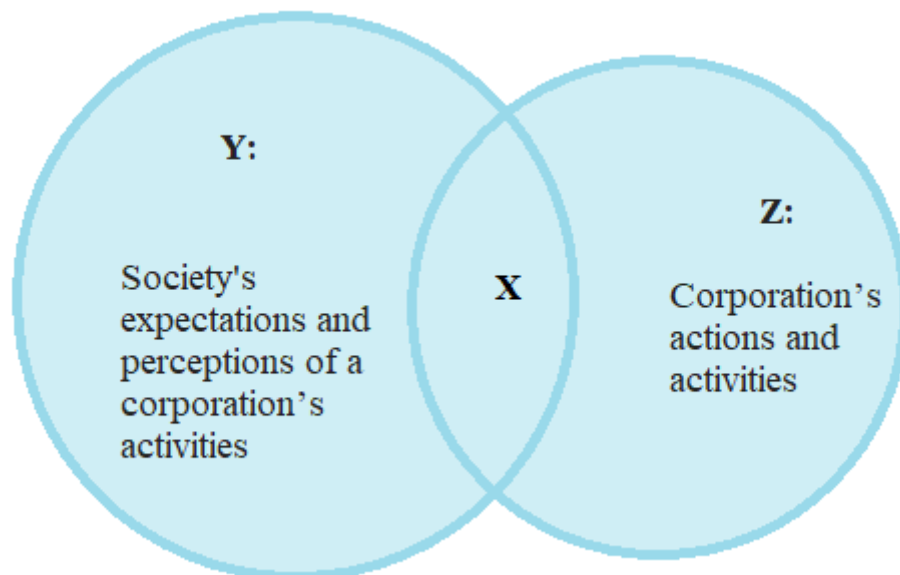 Y:
Society's
expectations and
perceptions of a
corporation’s
activities
X
Z:
Corporation’s
actions and
activities